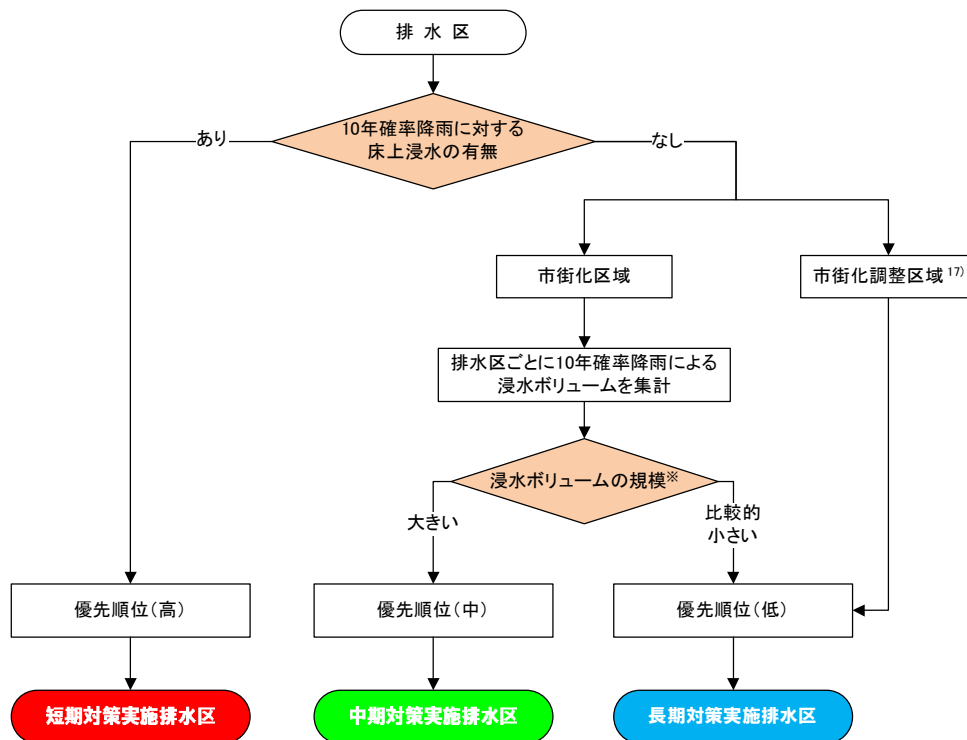 排水区
10年確率降雨に対する
床上浸水の有無
あり
なし
市街化区域
市街化調整区域17)
排水区ごとに10年確率降雨による
浸水ボリュームを集計
浸水ボリュームの規模※
大きい
比較的
小さい
優先順位(高)
優先順位(中)
優先順位(低)
短期対策実施排水区
中期対策実施排水区
長期対策実施排水区